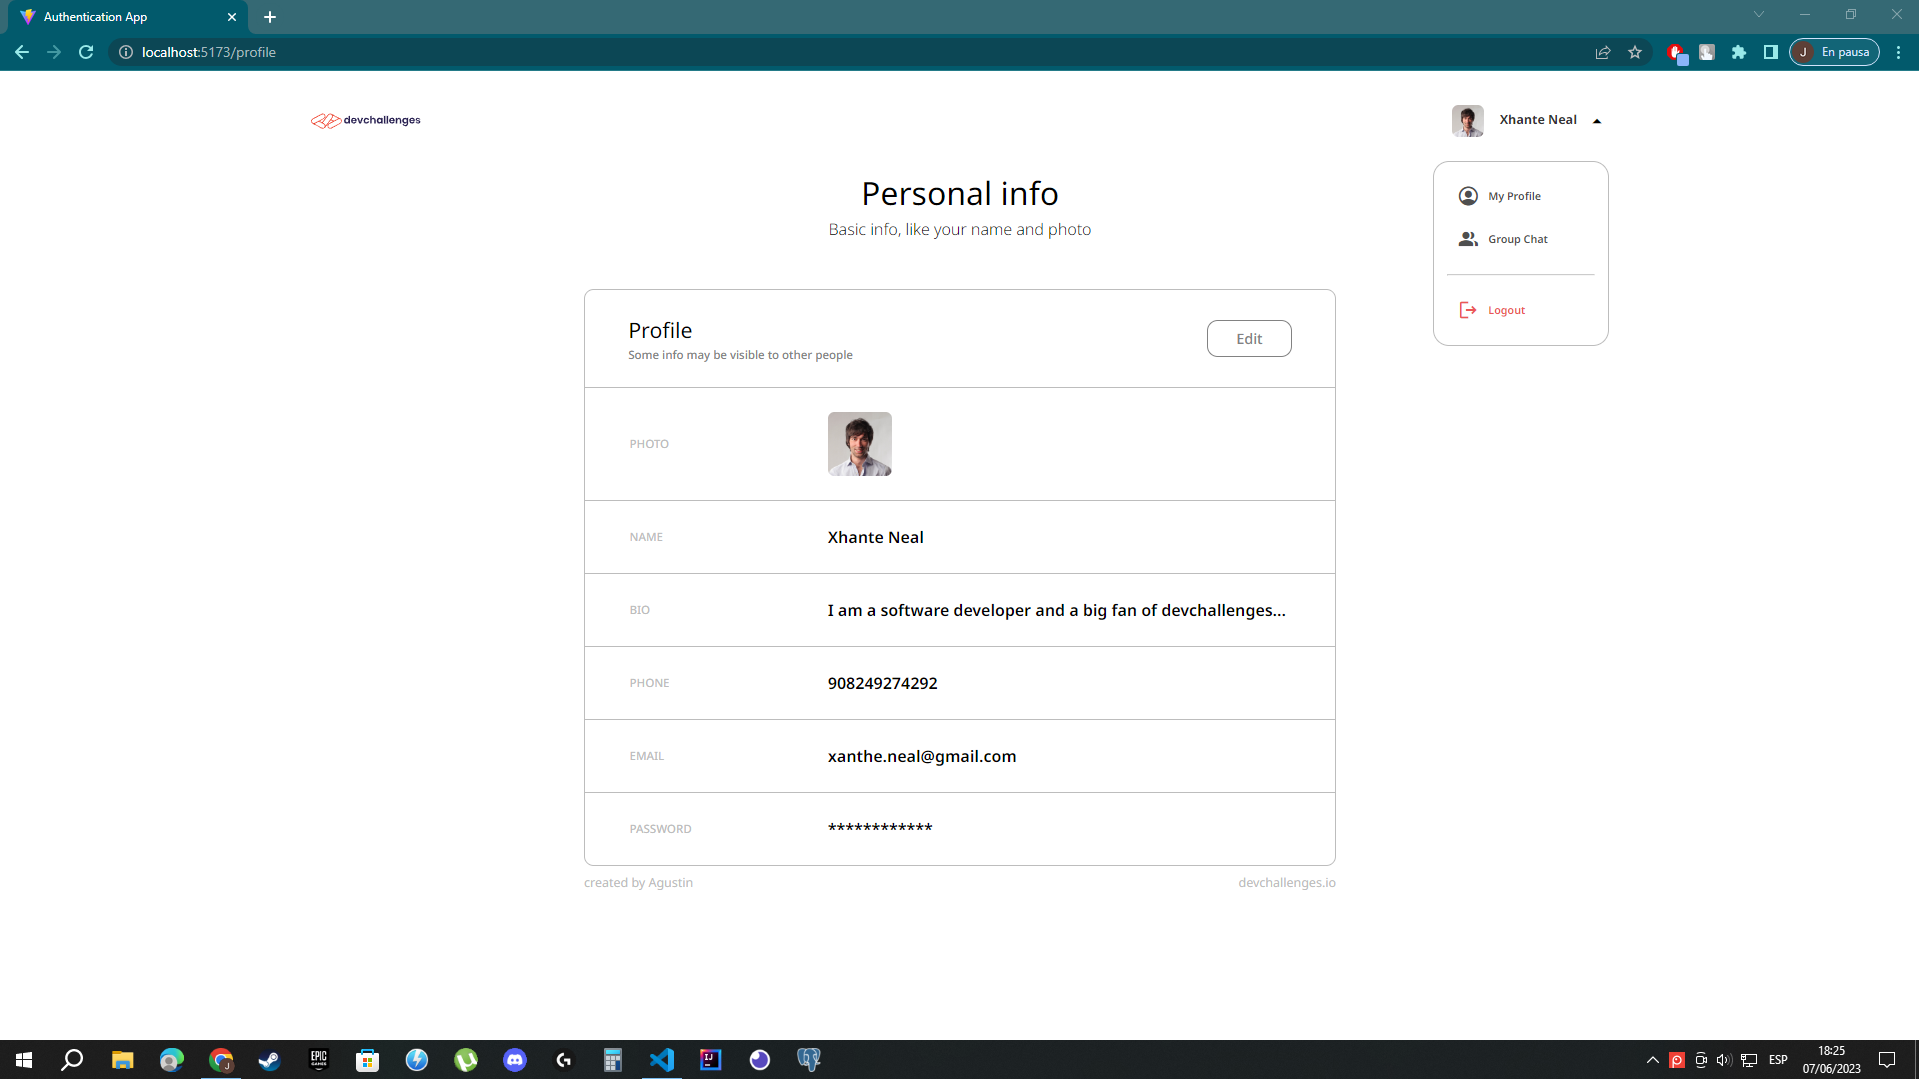 Authentication App
localhost:5173/profile
J En pausa
devchallenges
Xhante Neal
My Profile
Group Chat
Logout
Personal info
Basic info, like your name and photo
Profile
Some info may be visible to other people
Edit
PHOTO
NAME
Xhante Neal
BIO
I am a software developer and a big fan of devchallenges...
PHONE
908249274292
EMAIL
xanthe.neal@gmail.com
PASSWORD
************
created by Agustin
devchallenges.io
J
EPIC
GAMES
IJ
ESP
18:25
07/06/2023